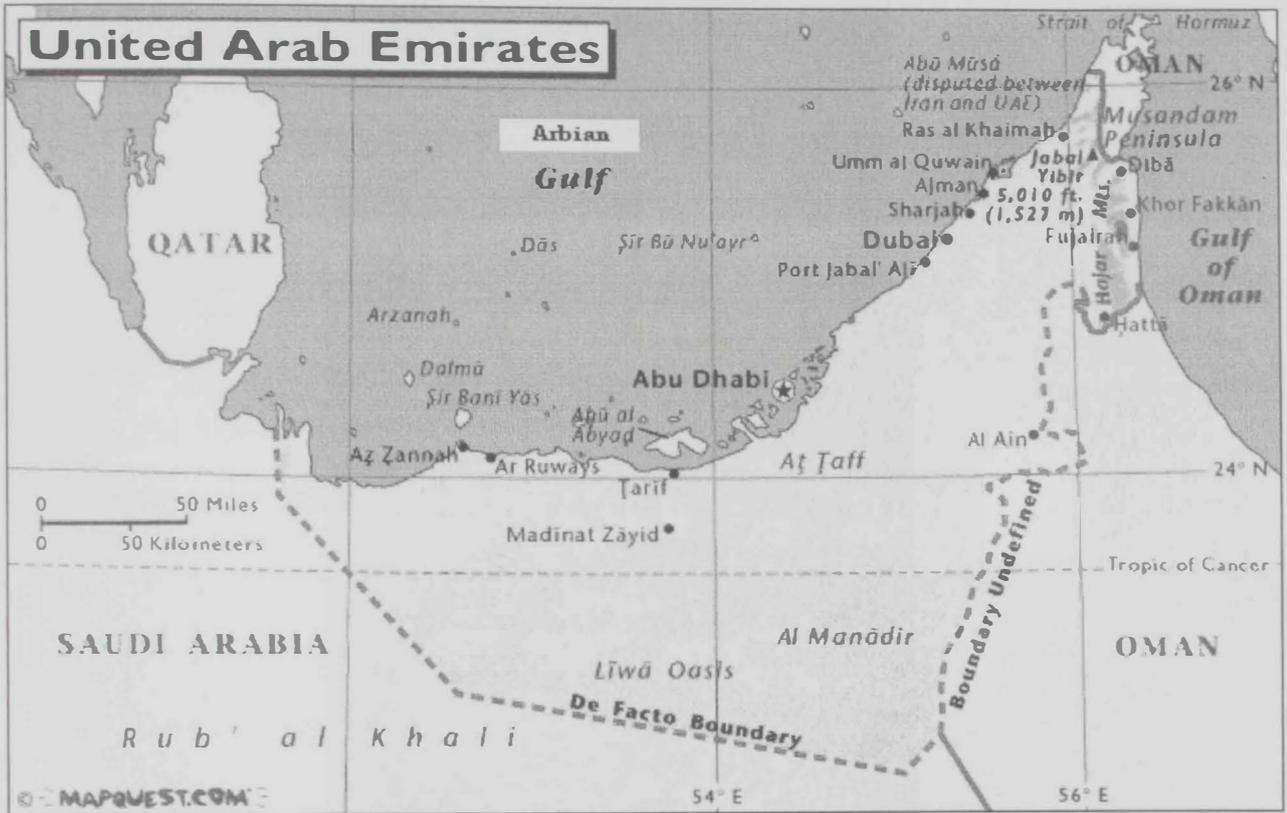 United Arab Emirates
Strait of Hormuz
OMAN
26° N
Abū Mūsá
(disputed between
Iran and UAE)
Musandam
Peninsula
Arbian
Gulf
Ras al Khaimah
Umm al Quwain
Jabal
Yibir
5,010 ft.
(1,527 m)
Dibā
Ajman
Sharjah
Khor Fakkān
QATAR
Dās
Şīr Bū Nu'ayr
Dubai
Fujairah
Gulf
of
Oman
Port Jabal' Alī
Hajar Mts.
Arzanah
Ḩattā
Dalmā
Abu Dhabi
Şīr Banī Yās
Abū al
Abyaḑ
Al Ain
Az̧ Z̧annah
Ar Ruways
Aţ Ţaff
24° N
Ţarīf
0 50 Miles
0 50 Kilometers
Madīnat Zāyid
Boundary Undefined
Tropic of Cancer
SAUDI ARABIA
Al Manādir
OMAN
Līwā Oasis
De Facto Boundary
Rub' al Khali
© MAPQUEST.COM
54° E
56° E